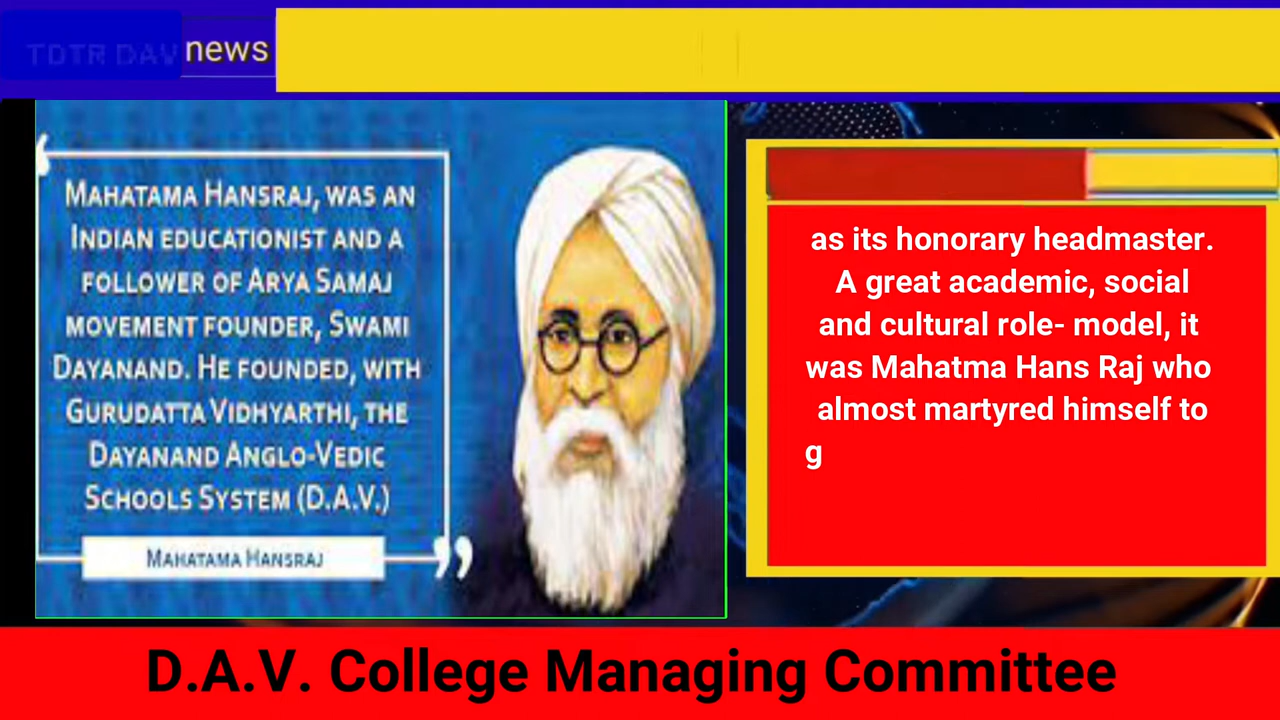 TDTR DAV news
MAHATAMA HANSRAJ, WAS AN
INDIAN EDUCATIONIST AND A
FOLLOWER OF ARYA SAMAJ
MOVEMENT FOUNDER, SWAMI
DAYANAND. HE FOUNDED, WITH
GURUDATTA VIDHYARTHI, THE
DAYANAND ANGLO-VEDIC
SCHOOLS SYSTEM (D.A.V.)
MAHATAMA HANSRAJ
as its honorary headmaster.
A great academic, social
and cultural role- model, it
was Mahatma Hans Raj who
almost martyred himself to
g
D.A.V. College Managing Committee